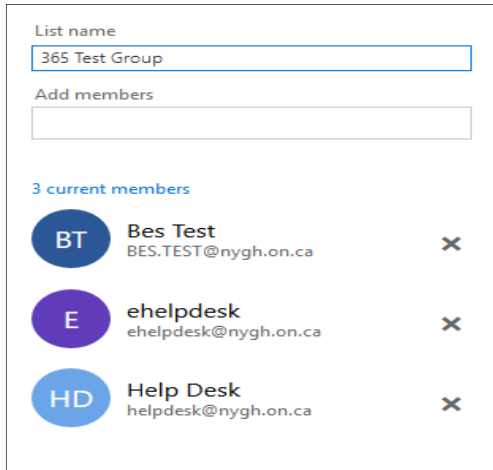 List name
365 Test Group
Add members
3 current members
BT
Bes Test
BES.TEST@nygh.on.ca
E
ehelpdesk
ehelpdesk@nygh.on.ca
HD
Help Desk
helpdesk@nygh.on.ca